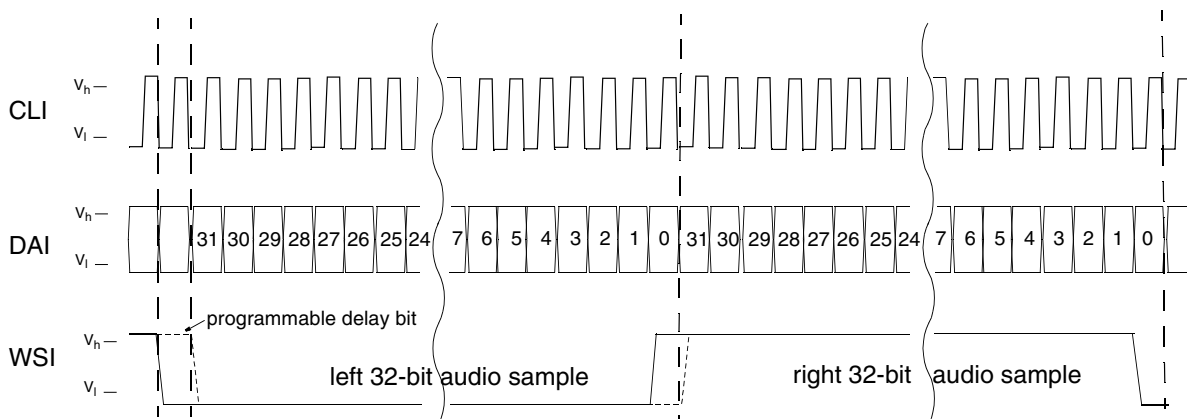 CLI
Vh
Vl
DAI
Vh
Vl
31 30 29 28 27 26 25 24 7 6 5 4 3 2 1 0 31 30 29 28 27 26 25 24 7 6 5 4 3 2 1 0
programmable delay bit
WSI
Vh
Vl
left 32-bit audio sample
right 32-bit audio sample